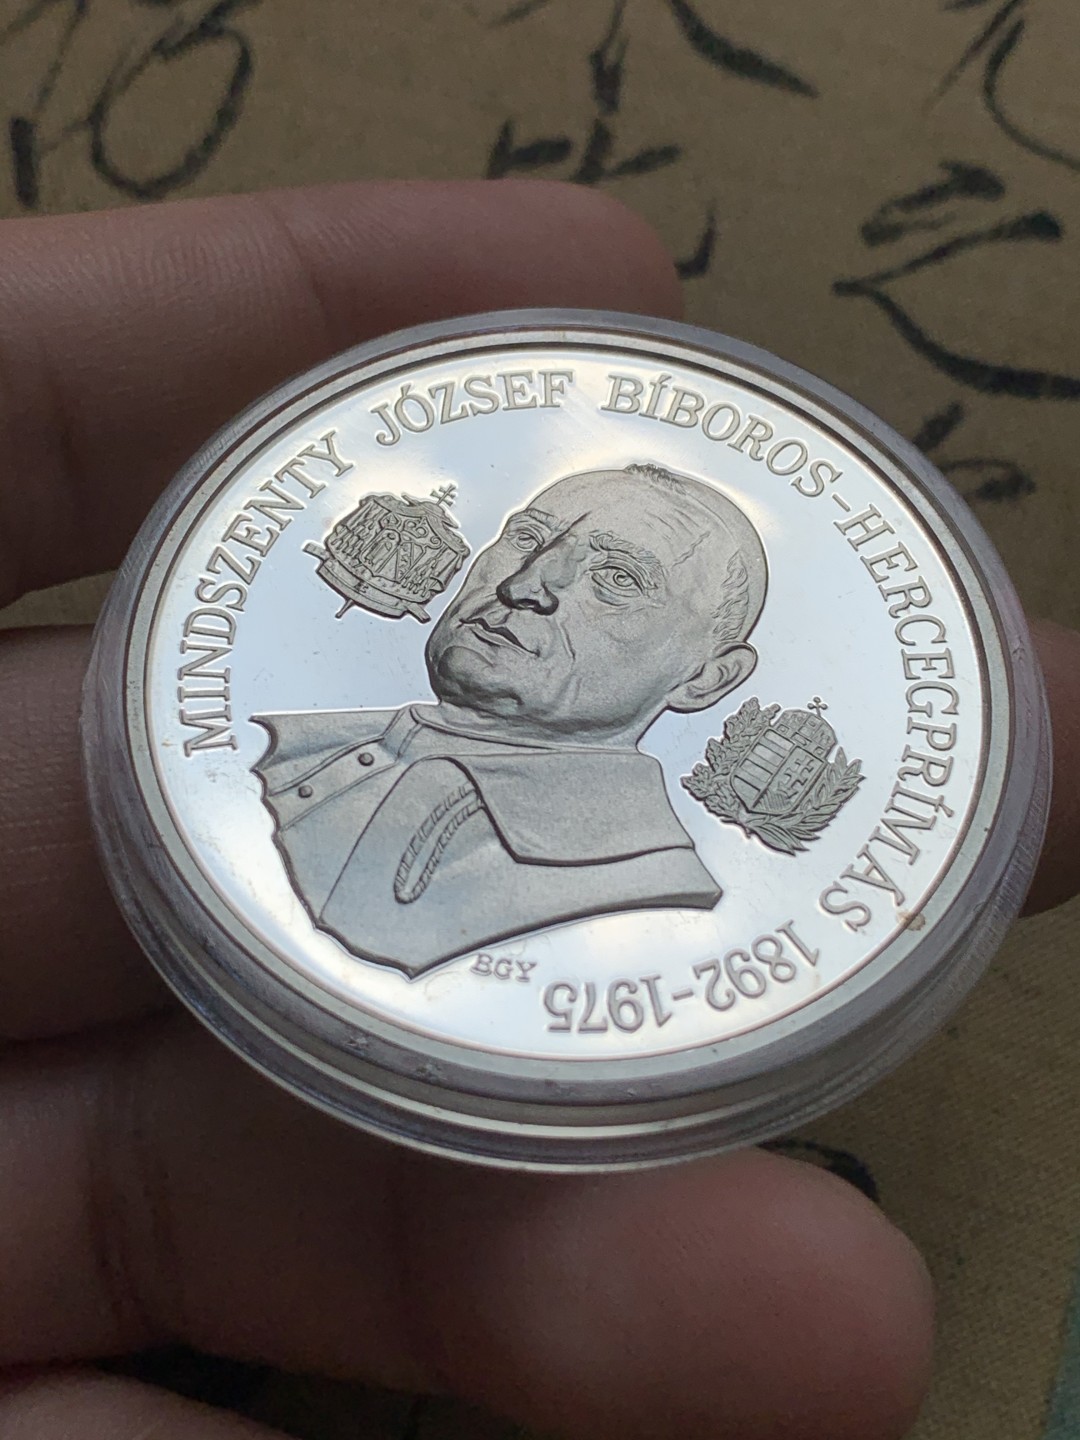 MINDSZENTY JÓZSEF BÍBOROS-HERCEGPRÍMÁS 1892-1975
BGY